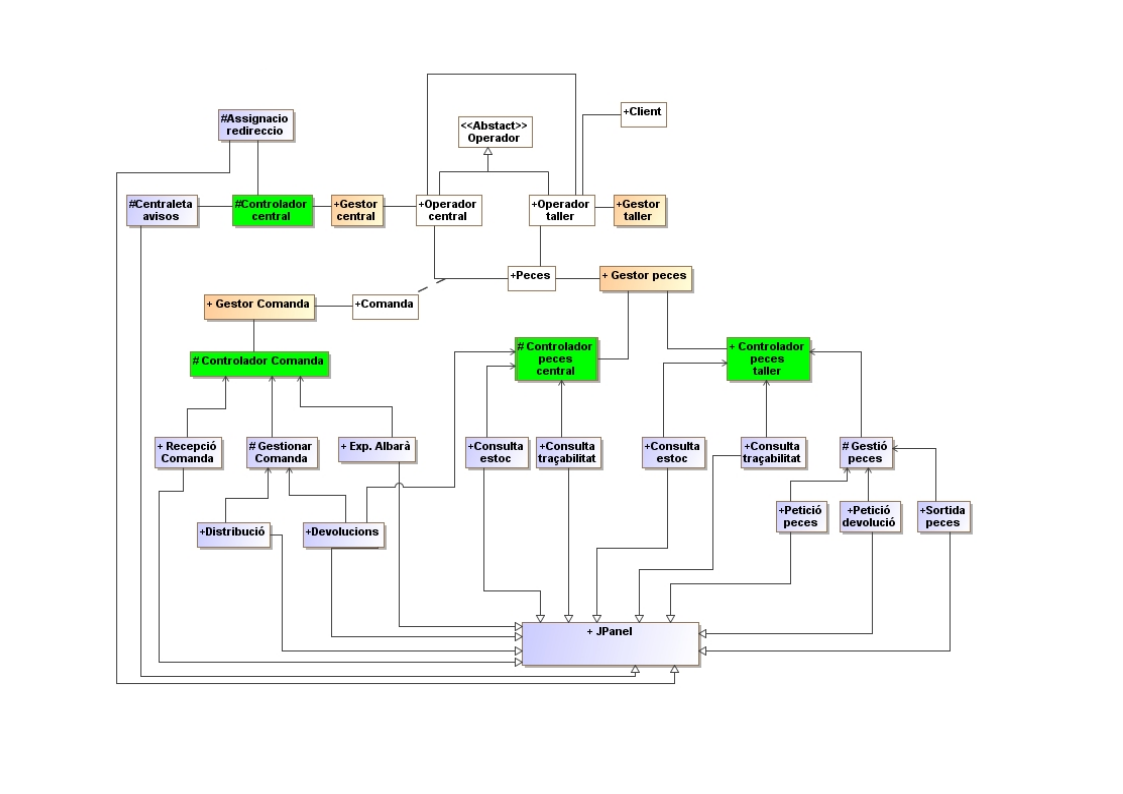 +Client
#Assignacio
redireccio
<<Abstact>>
Operador
#Centraleta
avisos
#Controlador
central
+Gestor
central
+Operador
central
+Operador
taller
+Gestor
taller
+Peces
+ Gestor peces
+ Gestor Comanda
+Comanda
# Controlador Comanda
# Controlador
peces
central
+ Controlador
peces
taller
+ Recepció
Comanda
# Gestionar
Comanda
+ Exp. Albarà
+Consulta
estoc
+Consulta
traçabilitat
+Consulta
estoc
+Consulta
traçabilitat
# Gestió
peces
+Distribució
+Devolucions
+Petició
peces
+Petició
devolució
+Sortida
peces
+ JPanel